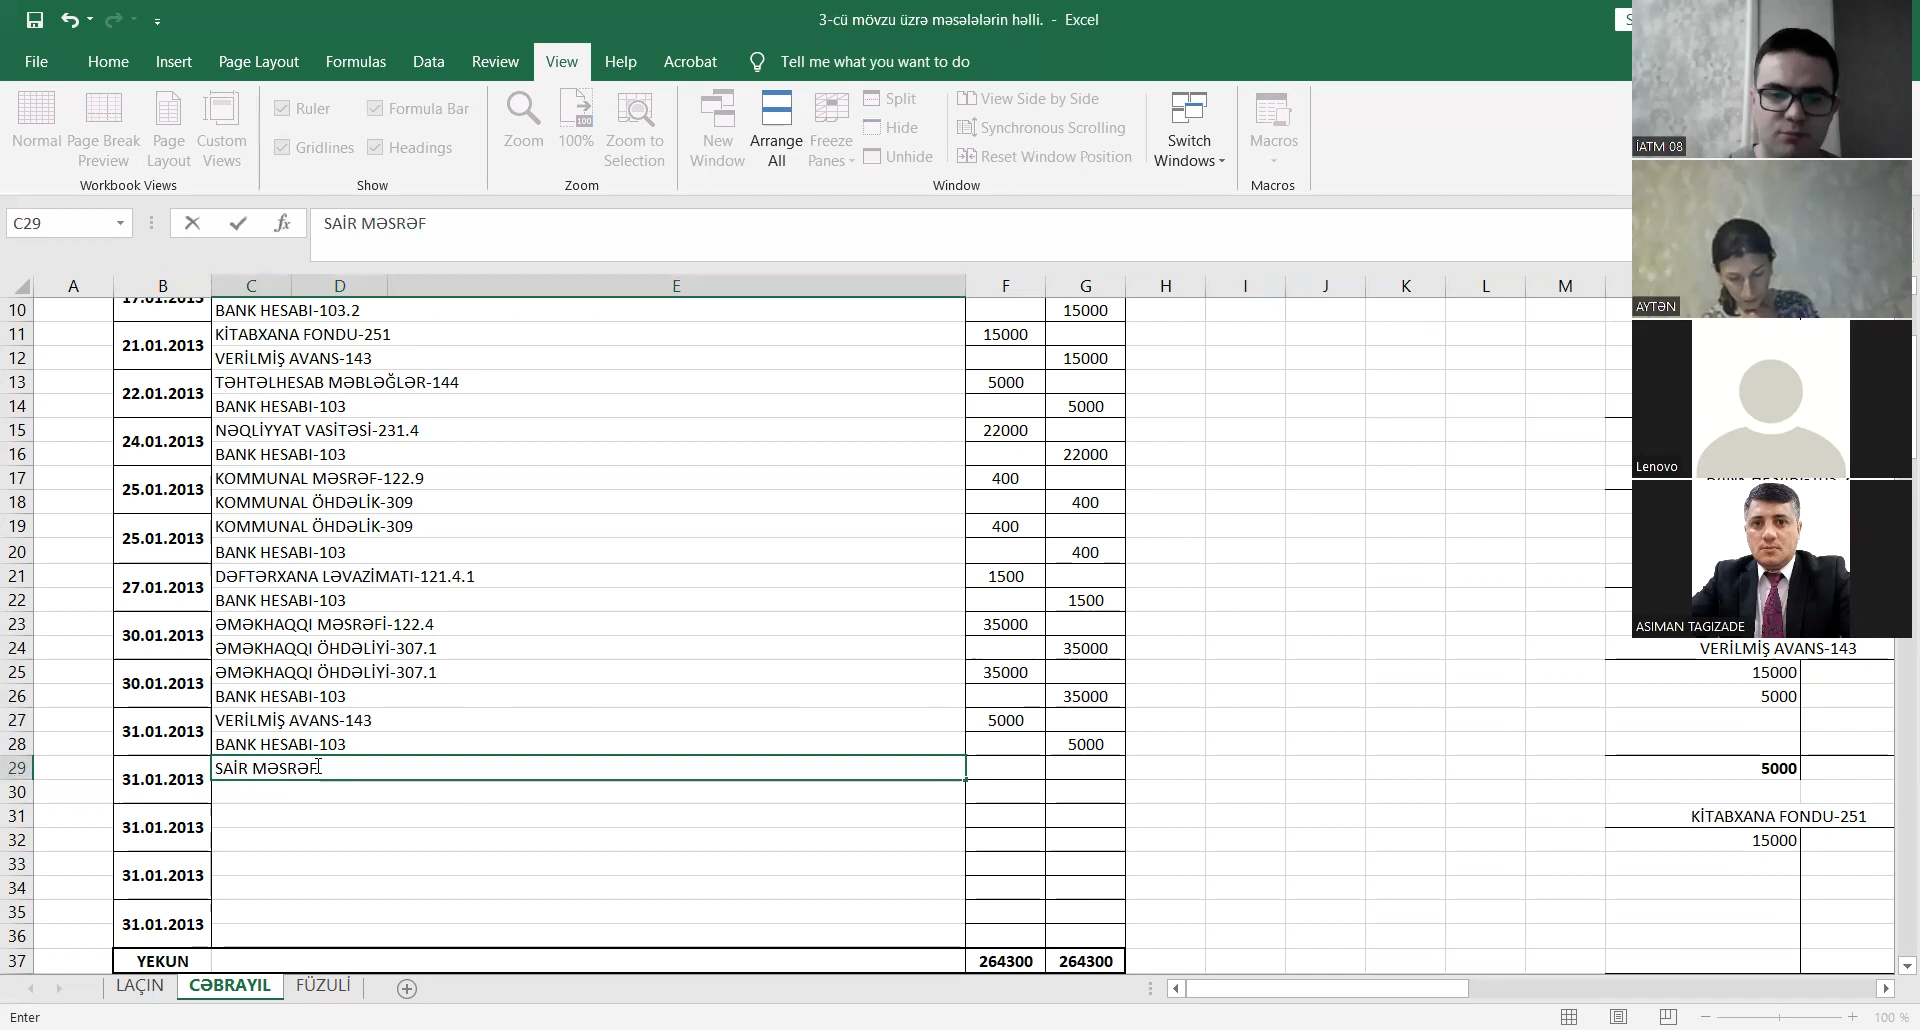 3-cü mövzu üzrə məsələlərin həlli. - Excel
File Home Insert Page Layout Formulas Data Review View Help Acrobat Tell me what you want to do
Normal Page Break Preview Page Layout Custom Views
Workbook Views
Ruler Formula Bar
Gridlines Headings
Show
Zoom 100% Zoom to Selection
Zoom
New Window Arrange All Freeze Panes
Split
Hide
Unhide
View Side by Side
Synchronous Scrolling
Reset Window Position
Window
Switch Windows
Macros
Macros
İATM 08
AYTƏN
Lenovo
ASIMAN TAGIZADE
C29 fx SAİR MƏSRƏF
A B C D E F G H I J K L M
17.01.2013
10 BANK HESABI-103.2 15000
11 KİTABXANA FONDU-251 15000
21.01.2013
12 VERİLMİŞ AVANS-143 15000
13 TƏHTƏLHESAB MƏBLƏĞLƏR-144 5000
22.01.2013
14 BANK HESABI-103 5000
15 NƏQLİYYAT VASİTƏSİ-231.4 22000
24.01.2013
16 BANK HESABI-103 22000
17 KOMMUNAL MƏSRƏF-122.9 400
25.01.2013
18 KOMMUNAL ÖHDƏLİK-309 400
19 KOMMUNAL ÖHDƏLİK-309 400
25.01.2013
20 BANK HESABI-103 400
21 DƏFTƏRXANA LƏVAZİMATI-121.4.1 1500
27.01.2013
22 BANK HESABI-103 1500
23 ƏMƏKHAQQI MƏSRƏFİ-122.4 35000
30.01.2013
24 ƏMƏKHAQQI ÖHDƏLİYİ-307.1 35000 VERİLMİŞ AVANS-143
25 ƏMƏKHAQQI ÖHDƏLİYİ-307.1 35000 15000
30.01.2013
26 BANK HESABI-103 35000 5000
27 VERİLMİŞ AVANS-143 5000
31.01.2013
28 BANK HESABI-103 5000
29 SAİR MƏSRƏF 5000
31.01.2013
30
31 KİTABXANA FONDU-251
31.01.2013
32 15000
33
31.01.2013
34
35
31.01.2013
36
37 YEKUN 264300 264300
LAÇIN CƏBRAYIL FÜZULİ
Enter 100 %